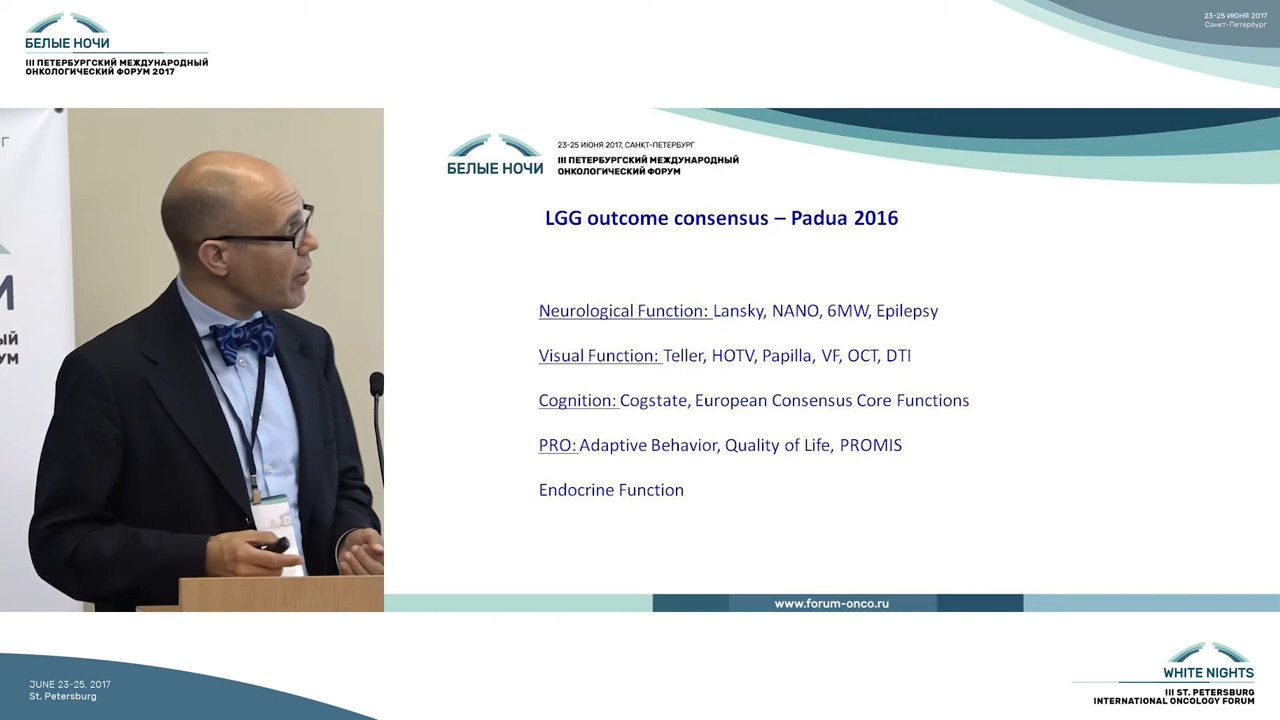 БЕЛЫЕ НОЧИ
III ПЕТЕРБУРГСКИЙ МЕЖДУНАРОДНЫЙ
ОНКОЛОГИЧЕСКИЙ ФОРУМ 2017
23-25 ИЮНЯ 2017
Санкт-Петербург
23-25 ИЮНЯ 2017, САНКТ-ПЕТЕРБУРГ
БЕЛЫЕ НОЧИ
III ПЕТЕРБУРГСКИЙ МЕЖДУНАРОДНЫЙ
ОНКОЛОГИЧЕСКИЙ ФОРУМ
LGG outcome consensus – Padua 2016
Neurological Function: Lansky, NANO, 6MW, Epilepsy
Visual Function: Teller, HOTV, Papilla, VF, OCT, DTI
Cognition: Cogstate, European Consensus Core Functions
PRO: Adaptive Behavior, Quality of Life, PROMIS
Endocrine Function
www.forum-onco.ru
JUNE 23-25, 2017
St. Petersburg
WHITE NIGHTS
III ST. PETERSBURG
INTERNATIONAL ONCOLOGY FORUM